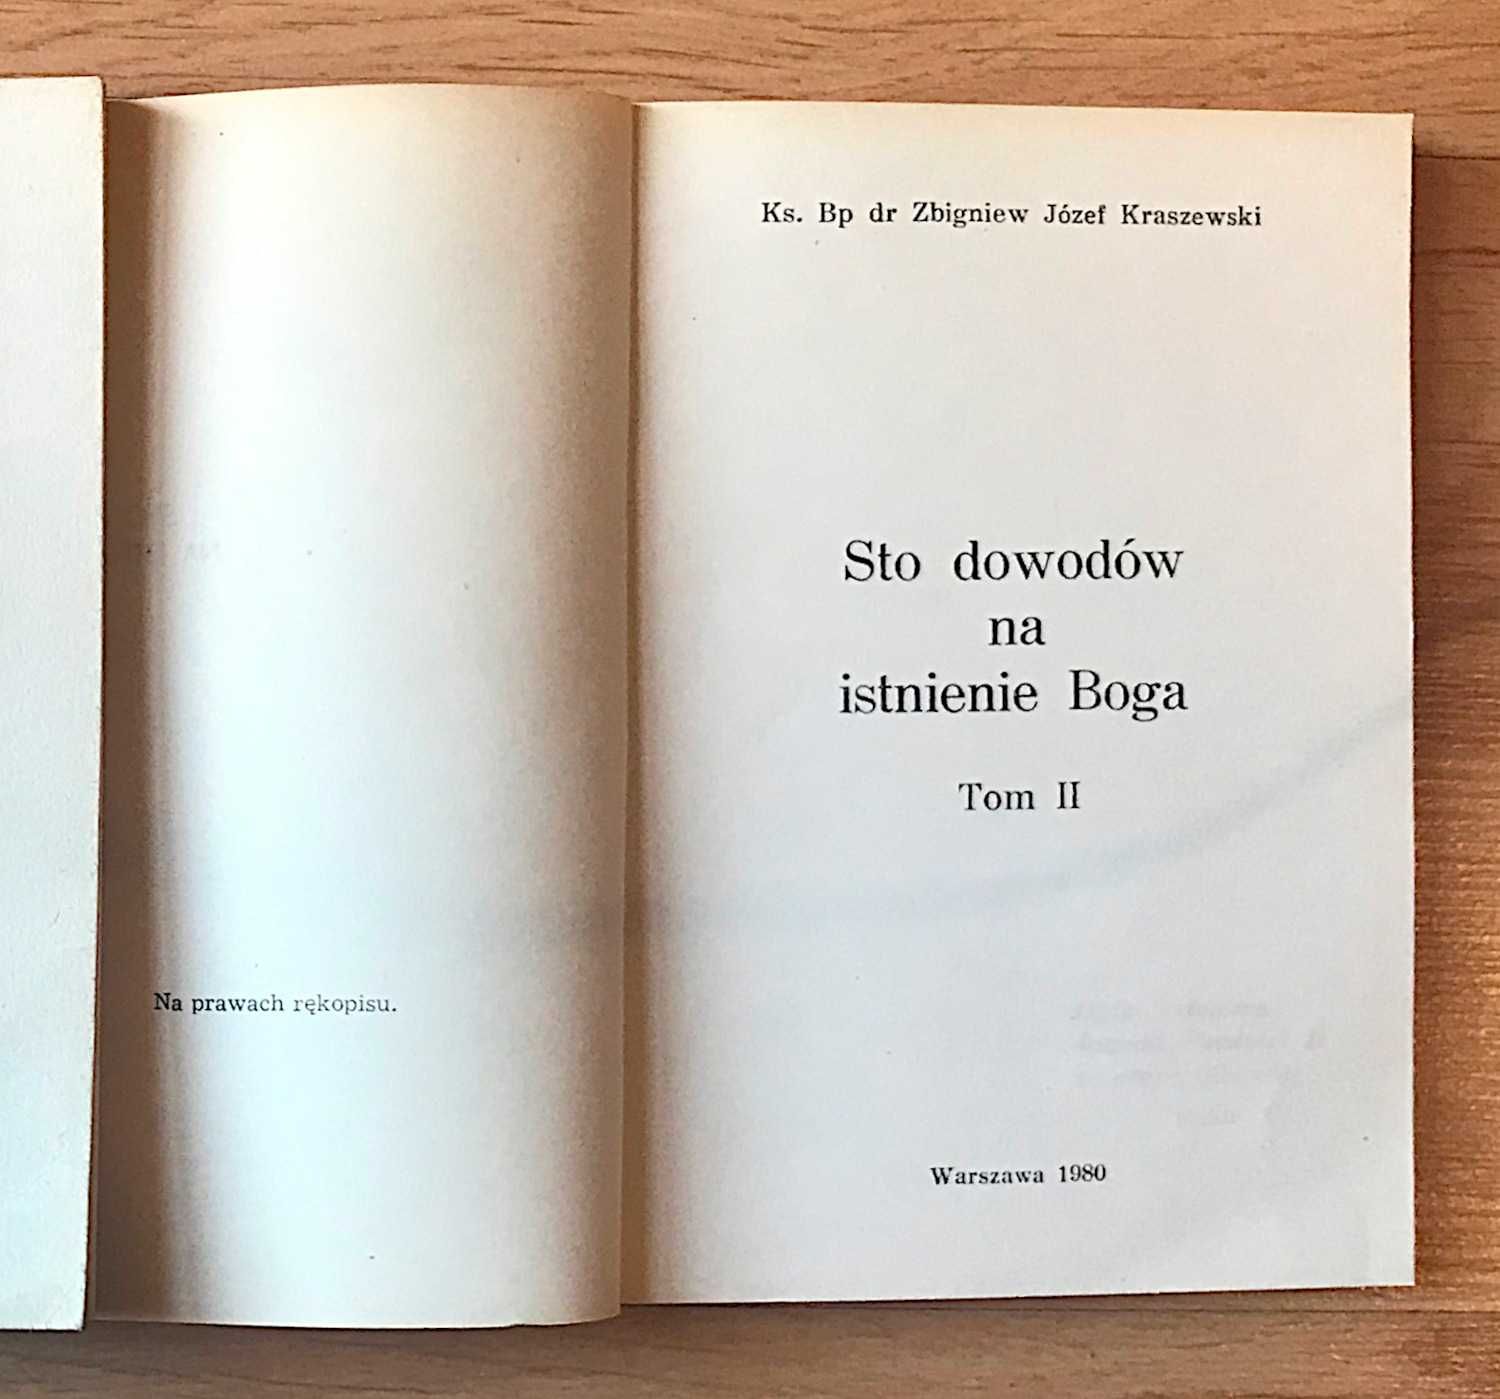 Na prawach rękopisu.
Ks. Bp dr Zbigniew Józef Kraszewski
Sto dowodów
na
istnienie Boga
Tom II
Warszawa 1980